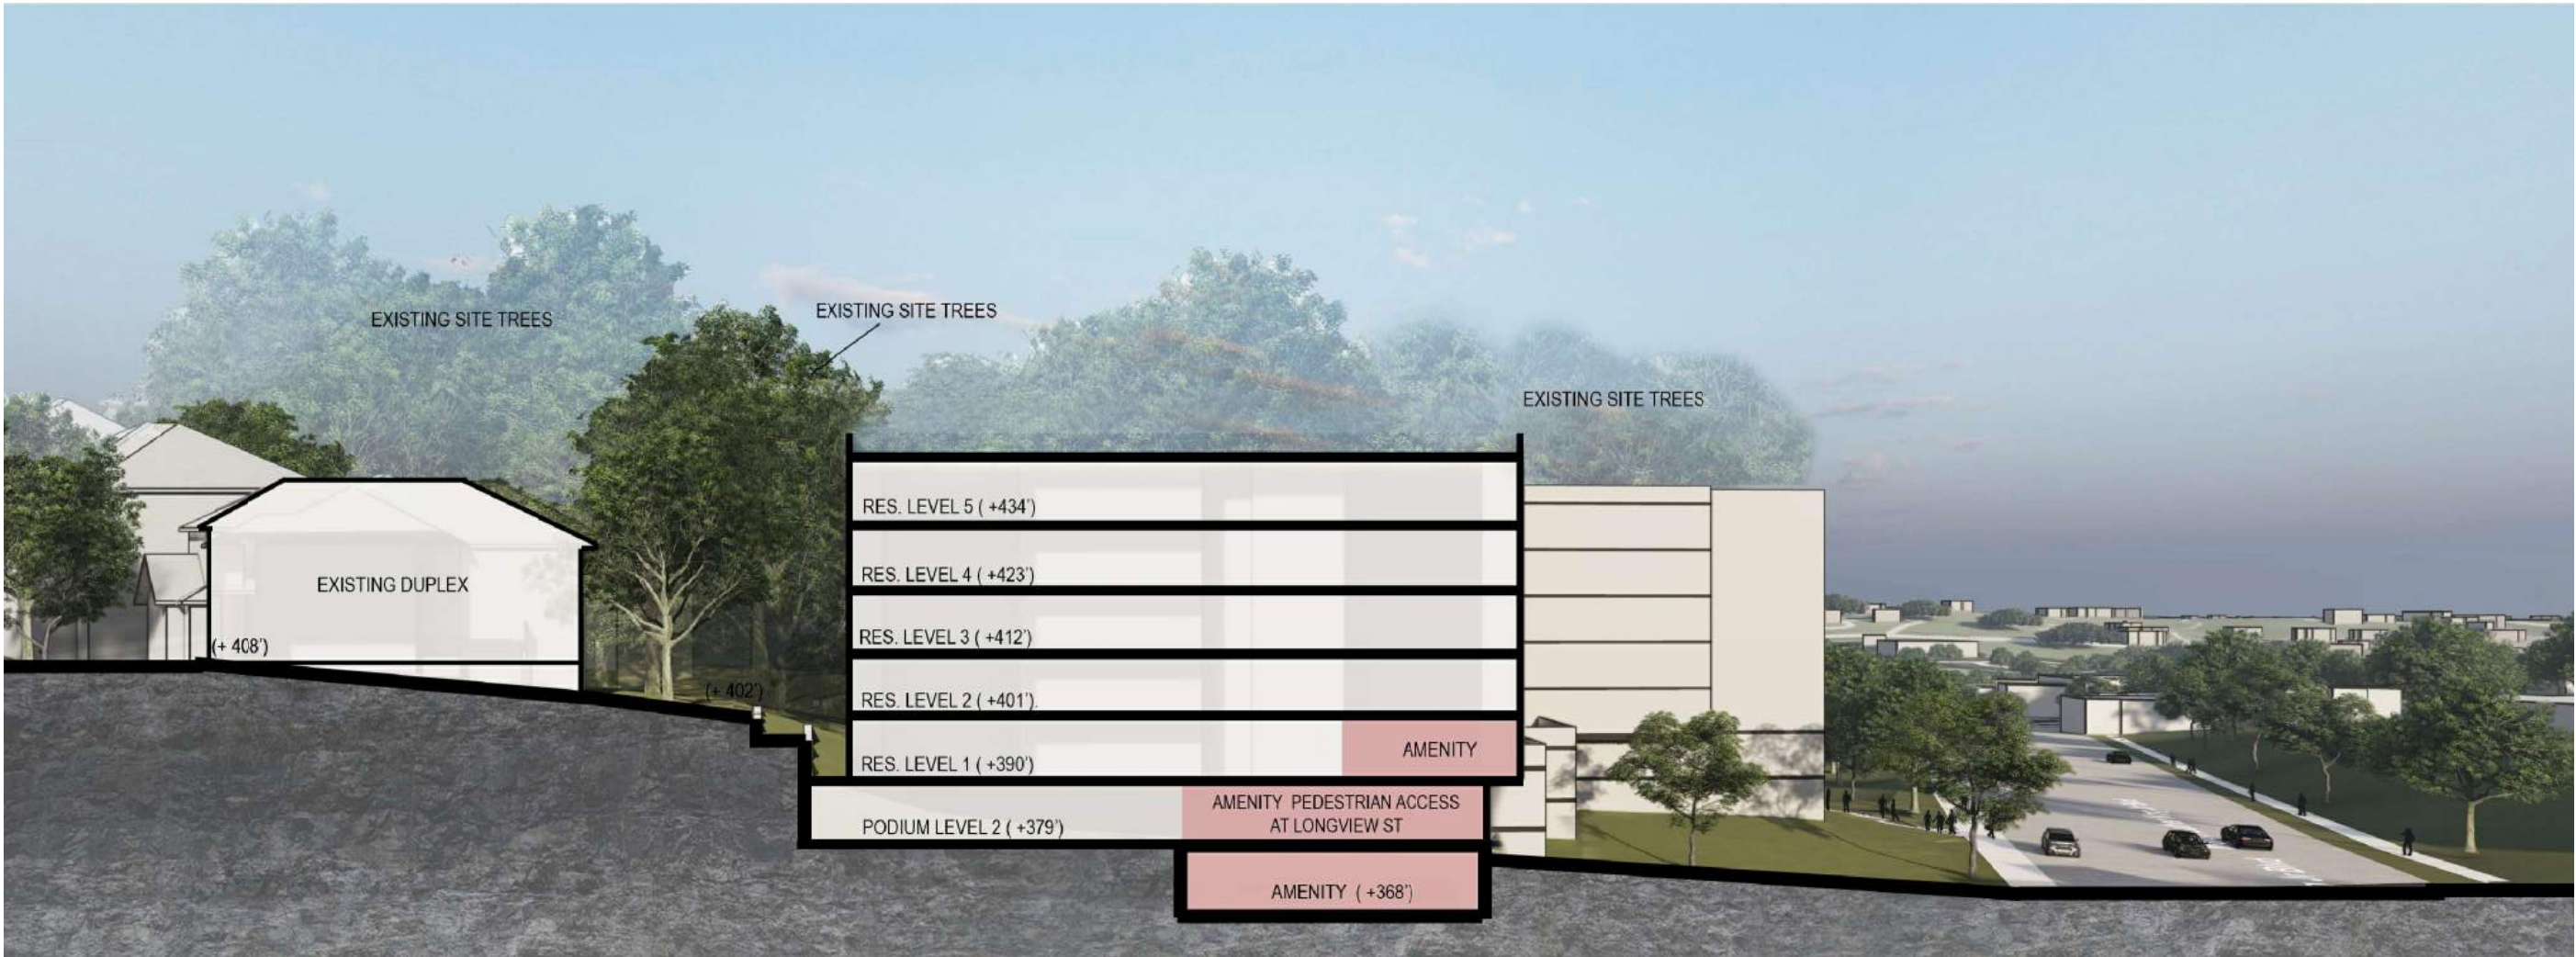 EXISTING SITE TREES
EXISTING SITE TREES
EXISTING SITE TREES
RES. LEVEL 5 ( +434')
RES. LEVEL 4 ( +423')
EXISTING DUPLEX
(+ 408')
RES. LEVEL 3 ( +412')
(+ 402')
RES. LEVEL 2 ( +401').
AMENITY
RES. LEVEL 1 ( +390')
AMENITY PEDESTRIAN ACCESS
AT LONGVIEW ST
PODIUM LEVEL 2 ( +379')
AMENITY ( +368')